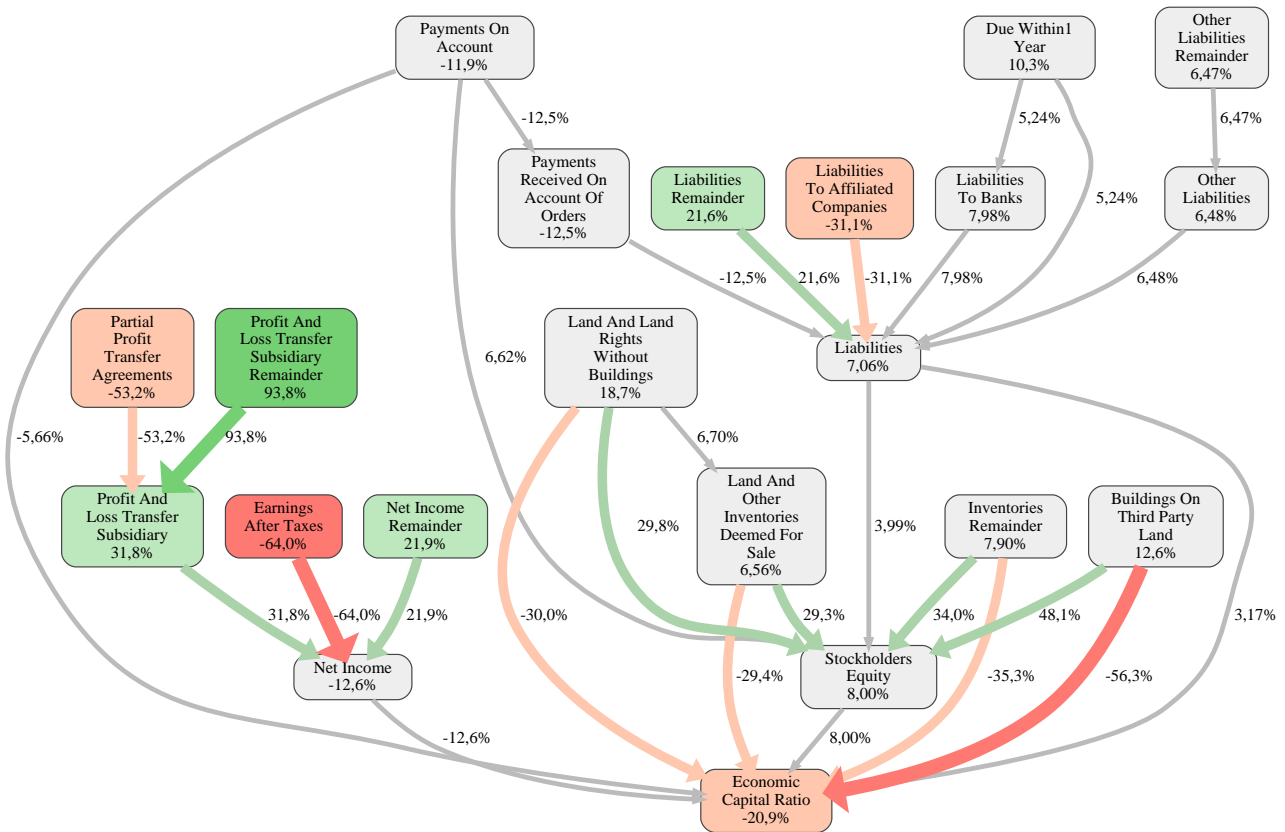 Payments On
Account
-11,9%
Due Within1
Year
10,3%
Other
Liabilities
Remainder
6,47%
-12,5%
5,24%
6,47%
Payments
Received On
Account Of
Orders
-12,5%
Liabilities
Remainder
21,6%
Liabilities
To Affiliated
Companies
-31,1%
Liabilities
To Banks
7,98%
5,24%
Other
Liabilities
6,48%
-12,5%
21,6%
-31,1%
7,98%
6,48%
Partial
Profit
Transfer
Agreements
-53,2%
Profit And
Loss Transfer
Subsidiary
Remainder
93,8%
Land And Land
Rights
Without
Buildings
18,7%
Liabilities
7,06%
6,62%
-5,66%
-53,2%
93,8%
6,70%
Profit And
Loss Transfer
Subsidiary
31,8%
Earnings
After Taxes
-64,0%
Net Income
Remainder
21,9%
Land And
Other
Inventories
Deemed For
Sale
6,56%
Inventories
Remainder
7,90%
Buildings On
Third Party
Land
12,6%
29,8%
3,99%
31,8%
-64,0%
21,9%
-30,0%
29,3%
34,0%
48,1%
3,17%
Net Income
-12,6%
Stockholders
Equity
8,00%
-29,4%
-35,3%
-56,3%
-12,6%
8,00%
Economic
Capital Ratio
-20,9%